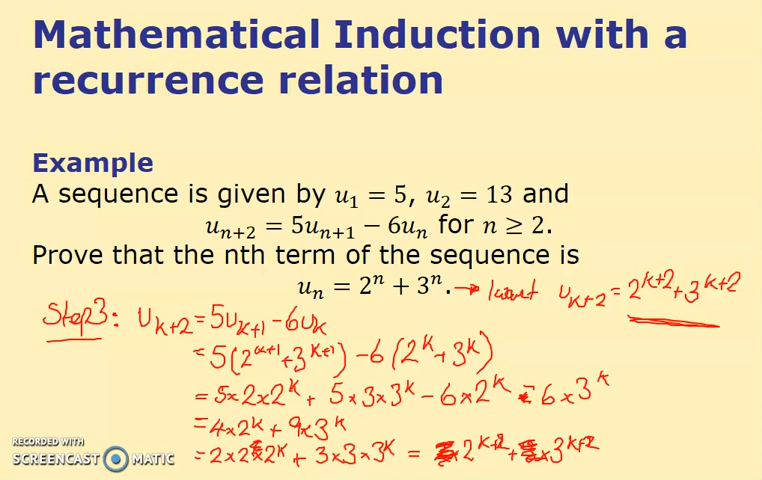 Mathematical Induction with a
recurrence relation
Example
A sequence is given by u₁ = 5, u₂ = 13 and
uₙ₊₂ = 5uₙ₊₁ − 6uₙ for n ≥ 2.
Prove that the nth term of the sequence is
uₙ = 2ⁿ + 3ⁿ. → want u_{k+2} = 2^{k+2} + 3^{k+2}
Step 3: U_{k+2} = 5u_{k+1} − 6u_k
= 5(2^{k+1} + 3^{k+1}) − 6(2^k + 3^k)
= 5×2×2^k + 5×3×3^k − 6×2^k − 6×3^k
= 4×2^k + 9×3^k
= 2×2×2^k + 3×3×3^k = 2^{k+2} + 3^{k+2}
RECORDED WITH
SCREENCAST MATIC